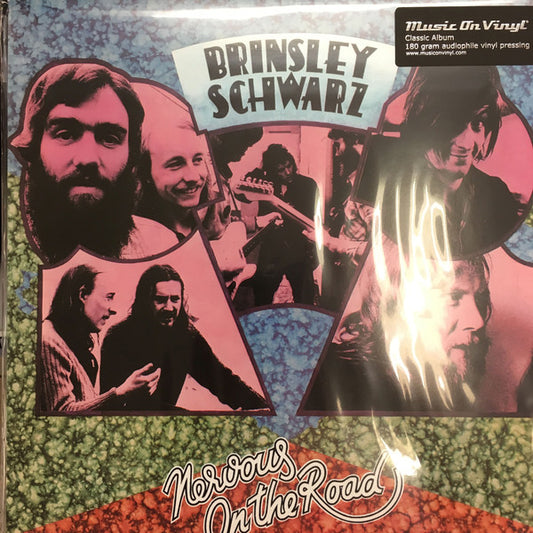 BRINSLEY
SCHWARZ
Music On Vinyl
Classic Album
180 gram audiophile vinyl pressing
www.musiconvinyl.com
Nervous
On the Road